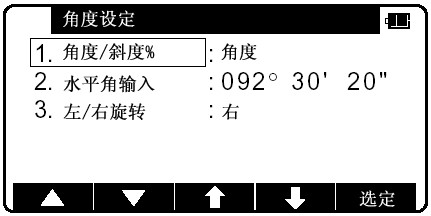 角度设定
1. 角度/斜度% : 角度
2. 水平角输入 : 092° 30' 20"
3. 左/右旋转 : 右
选定